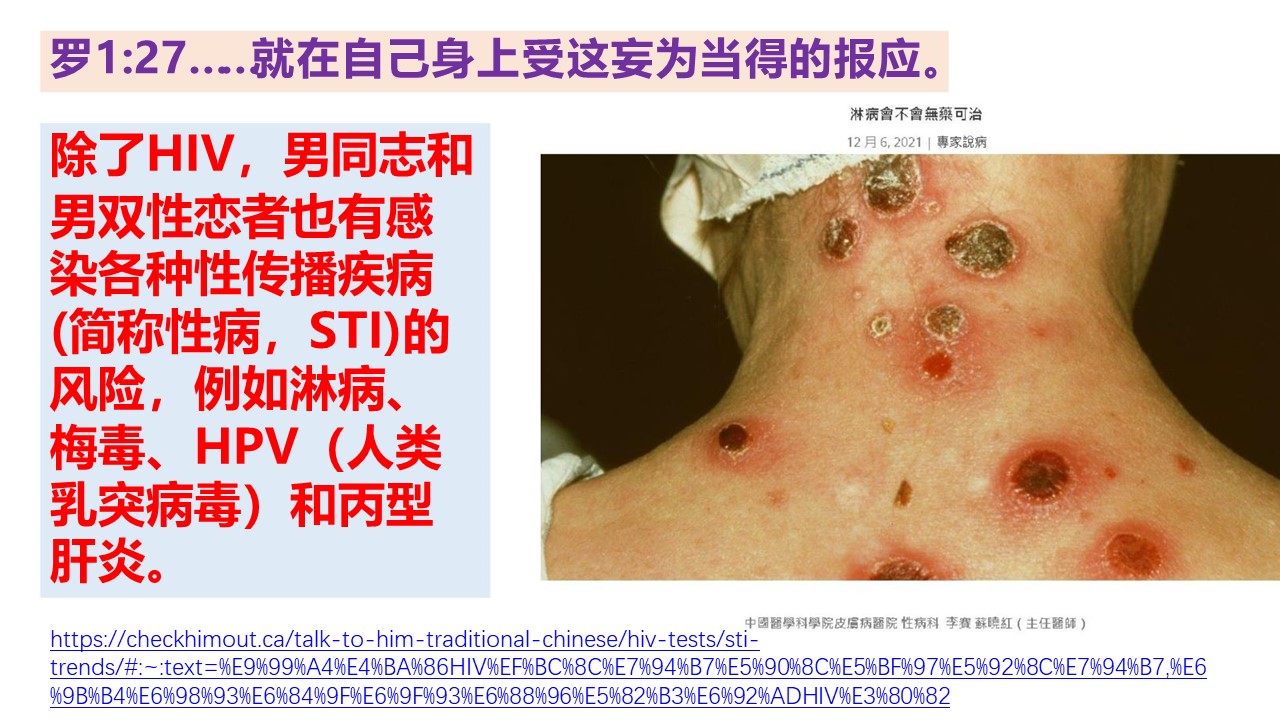 罗1:27…..就在自己身上受这妄为当得的报应。
除了HIV，男同志和
男双性恋者也有感
染各种性传播疾病
(简称性病，STI)的
风险，例如淋病、
梅毒、HPV（人类
乳突病毒）和丙型
肝炎。
淋病會不會無藥可治
12 月 6, 2021 | 專家說病
中國醫學科學院皮膚病醫院 性病科 李賽 蘇曉紅 ( 主任醫師 )
https://checkhimout.ca/talk-to-him-traditional-chinese/hiv-tests/sti-
trends/#:~:text=%E9%99%A4%E4%BA%86HIV%EF%BC%8C%E7%94%B7%E5%90%8C%E5%BF%97%E5%92%8C%E7%94%B7,%E6
%9B%B4%E6%98%93%E6%84%9F%E6%9F%93%E6%88%96%E5%82%B3%E6%92%ADHIV%E3%80%82